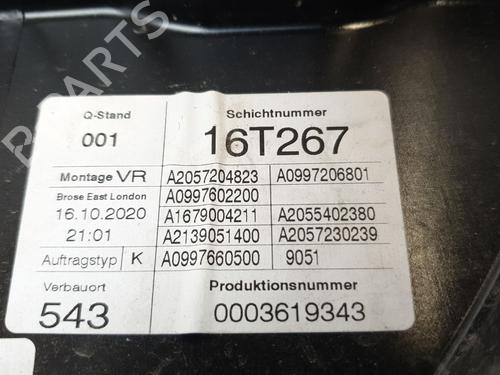 B PARTS
Q-Stand Schichtnummer
001 16T267
Montage VR A2057204823 A0997206801
Brose East London A0997602200
16.10.2020 A1679004211 A2055402380
21:01 A2139051400 A2057230239
Auftragstyp K A0997660500 9051
Verbauort Produktionsnummer
543 0003619343